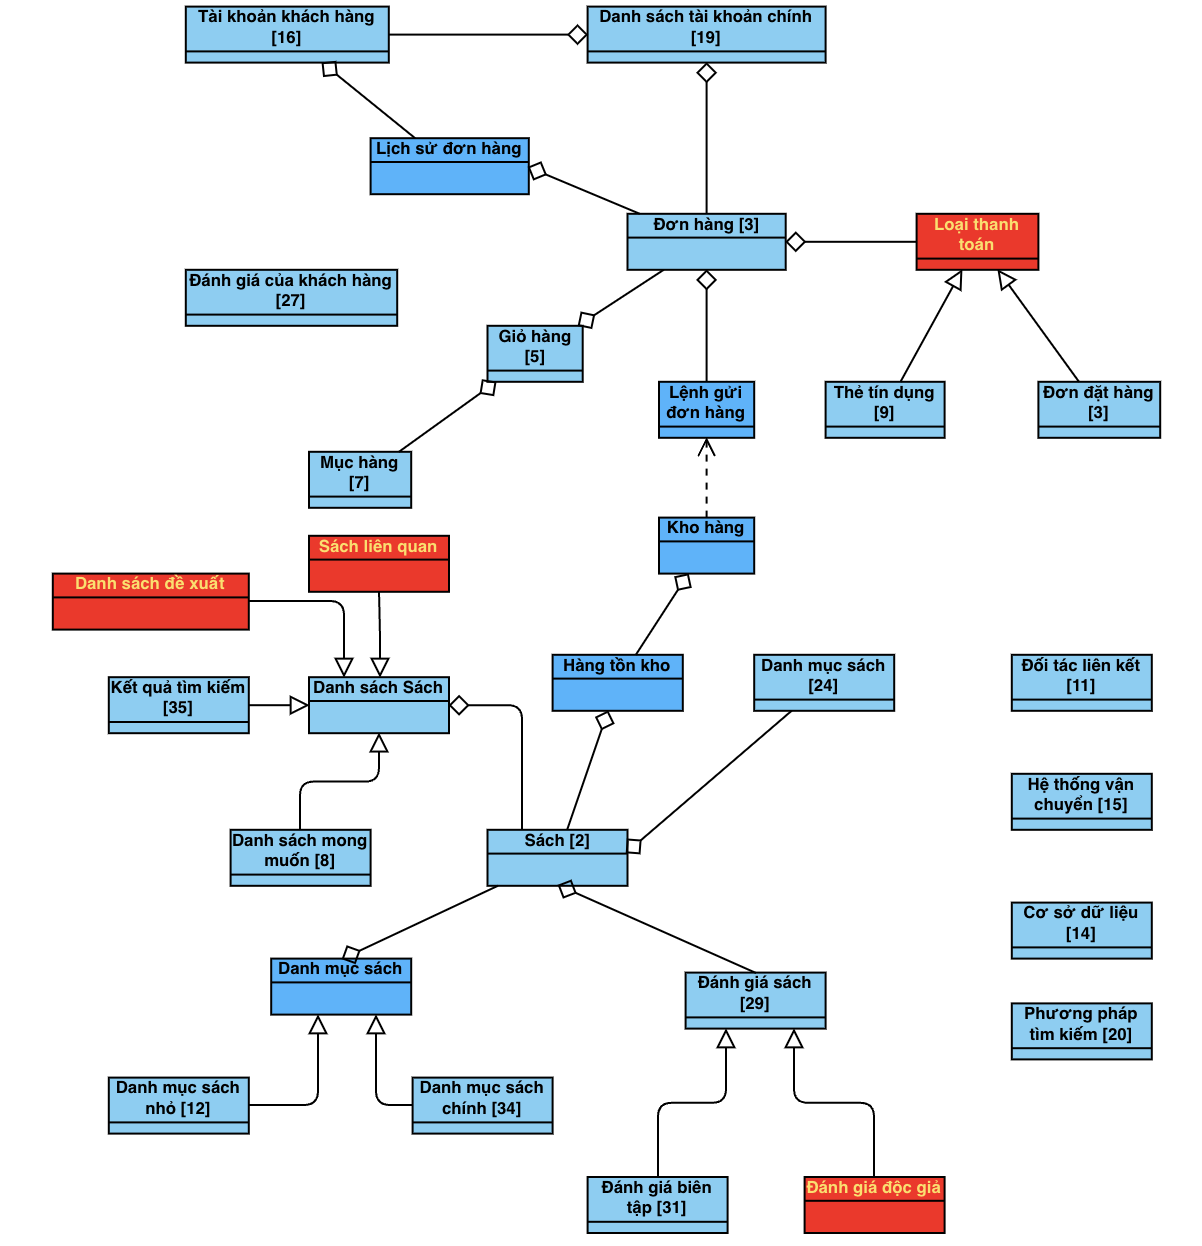 Tài khoản khách hàng
[16]
Danh sách tài khoản chính
[19]
Lịch sử đơn hàng
Đơn hàng [3]
Loại thanh
toán
Đánh giá của khách hàng
[27]
Giỏ hàng
[5]
Lệnh gửi
đơn hàng
Thẻ tín dụng
[9]
Đơn đặt hàng
[3]
Mục hàng
[7]
Kho hàng
Sách liên quan
Danh sách đề xuất
Hàng tồn kho
Danh mục sách
[24]
Đối tác liên kết
[11]
Kết quả tìm kiếm
[35]
Danh sách Sách
Hệ thống vận
chuyển [15]
Danh sách mong
muốn [8]
Sách [2]
Cơ sở dữ liệu
[14]
Danh mục sách
Đánh giá sách
[29]
Phương pháp
tìm kiếm [20]
Danh mục sách
nhỏ [12]
Danh mục sách
chính [34]
Đánh giá biên
tập [31]
Đánh giá độc giả